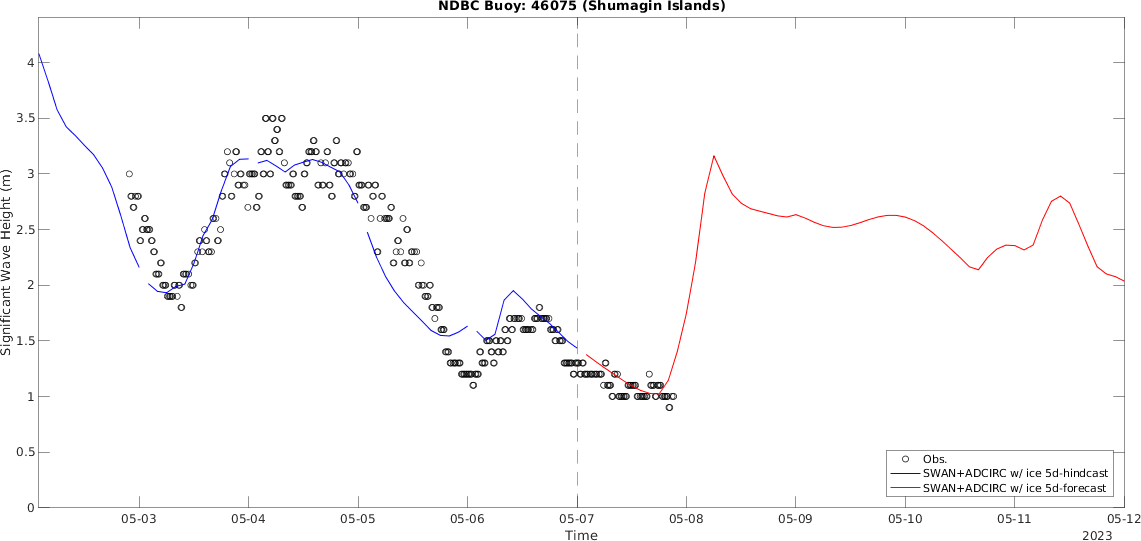 NDBC Buoy: 46075 (Shumagin Islands)
Significant Wave Height (m)
4
3.5
3
2.5
2
1.5
1
0.5
0
Obs.
SWAN+ADCIRC w/ ice 5d-hindcast
SWAN+ADCIRC w/ ice 5d-forecast
05-03 05-04 05-05 05-06 05-07 05-08 05-09 05-10 05-11 05-12
Time
2023